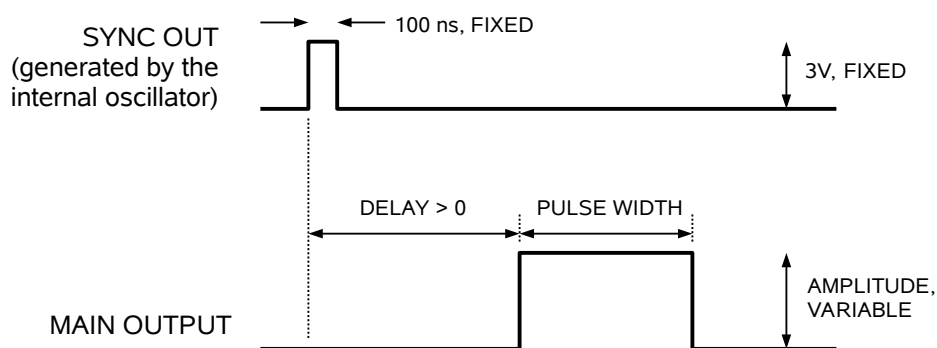 100 ns, FIXED
SYNC OUT
(generated by the
internal oscillator)
3V, FIXED
DELAY > 0
PULSE WIDTH
AMPLITUDE,
VARIABLE
MAIN OUTPUT